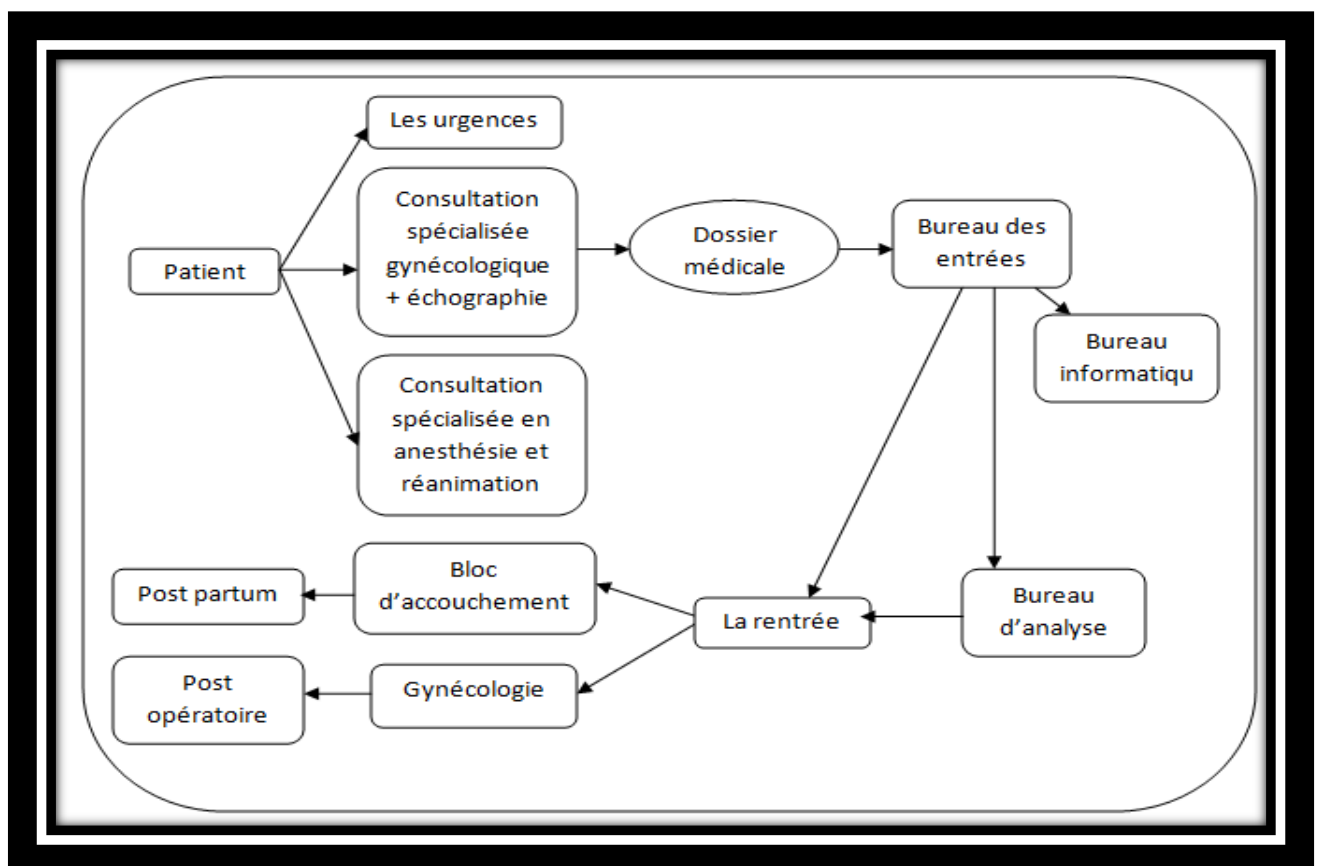 Les urgences
Consultation
spécialisée
gynécologique
+ échographie
Patient
Dossier
médicale
Bureau des
entrées
Bureau
informatiqu
Consultation
spécialisée en
anesthésie et
réanimation
Bloc
d’accouchement
Post partum
La rentrée
Bureau
d’analyse
Gynécologie
Post
opératoire